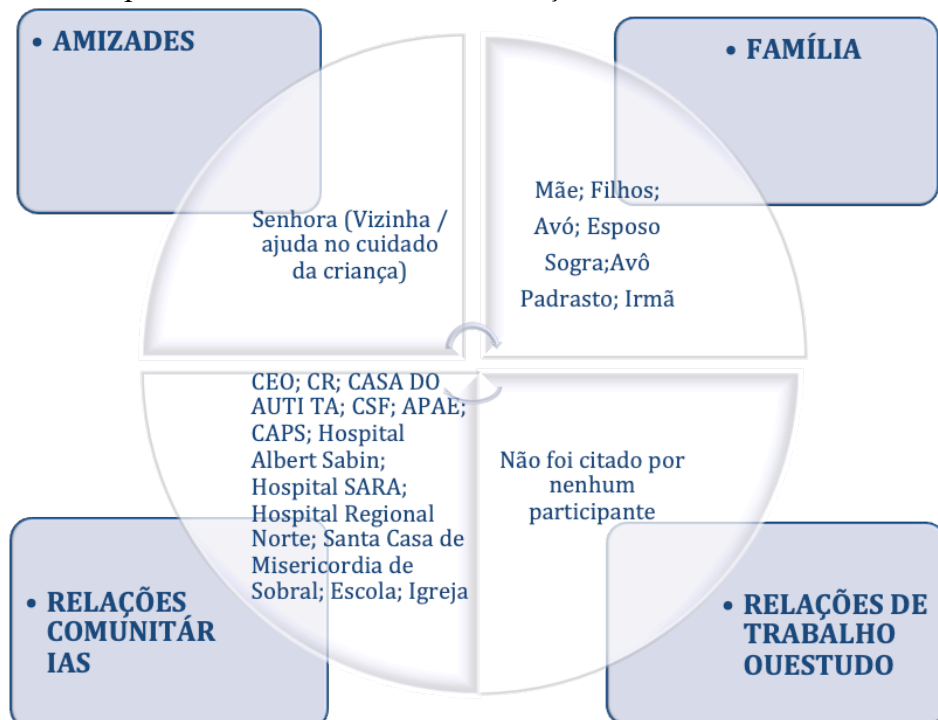 • AMIZADES
• FAMÍLIA
Senhora (Vizinha /
ajuda no cuidado
da criança)
Mãe; Filhos;
Avó; Esposo
Sogra;Avô
Padrasto; Irmã
CEO; CR; CASA DO
AUTI TA; CSF; APAE;
CAPS; Hospital
Albert Sabin;
Hospital SARA;
Hospital Regional
Norte; Santa Casa de
Misericordia de
Sobral; Escola; Igreja
Não foi citado por
nenhum
participante
• RELAÇÕES
COMUNITÁR
IAS
• RELAÇÕES DE
TRABALHO
OUESTUDO